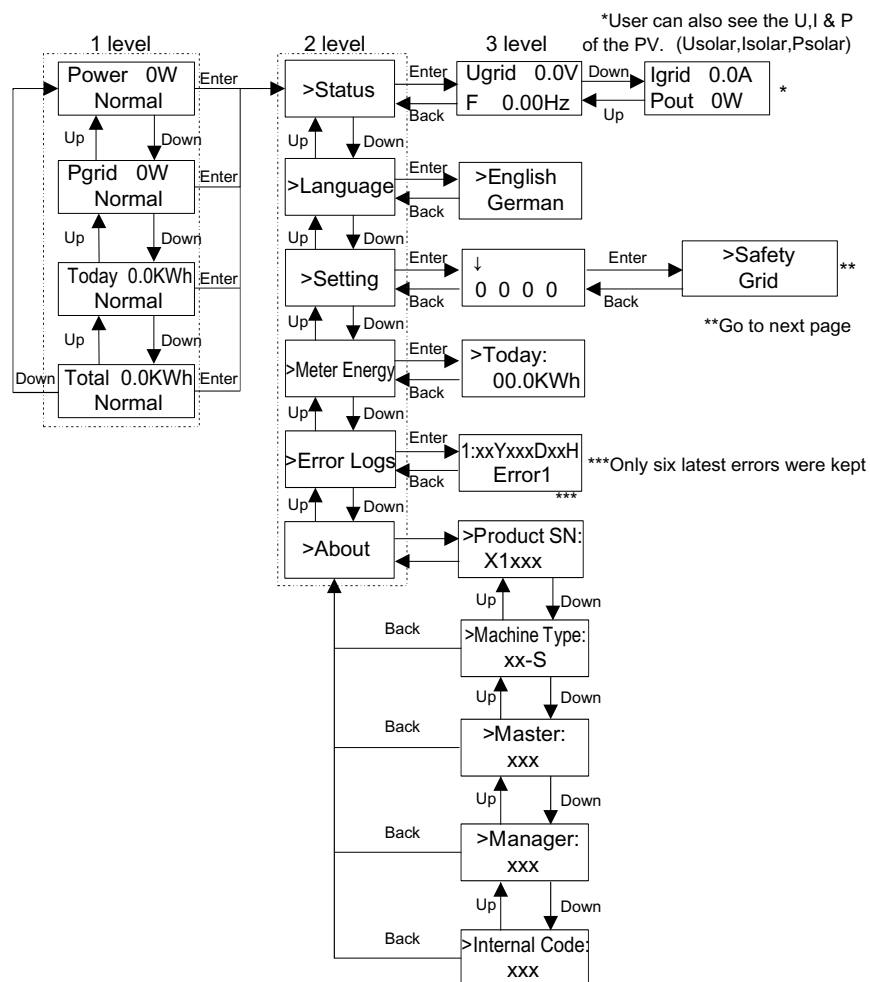 *User can also see the U,I & P
of the PV. (Usolar,Isolar,Psolar)
1 level
2 level
3 level
Power 0W
Normal
Enter
>Status
Enter
Back
Ugrid 0.0V
F 0.00Hz
Down
Up
Igrid 0.0A
Pout 0W
*
Up
Down
Up
Down
Pgrid 0W
Normal
Enter
>Language
Enter
Back
>English
German
Up
Down
Up
Down
Today 0.0KWh
Normal
Enter
>Setting
Enter
Back
↓
0 0 0 0
Enter
Back
>Safety
Grid
**
**Go to next page
Up
Down
Up
Down
Down
Total 0.0KWh
Normal
Enter
>Meter Energy
Enter
Back
>Today:
00.0KWh
Up
Down
>Error Logs
Enter
Back
1:xxYxxxDxxH
Error1
***
***Only six latest errors were kept
Up
Down
>About
>Product SN:
X1xxx
Up
Down
Back
>Machine Type:
xx-S
Up
Down
Back
>Master:
xxx
Up
Down
Back
>Manager:
xxx
Up
Down
Back
>Internal Code:
xxx